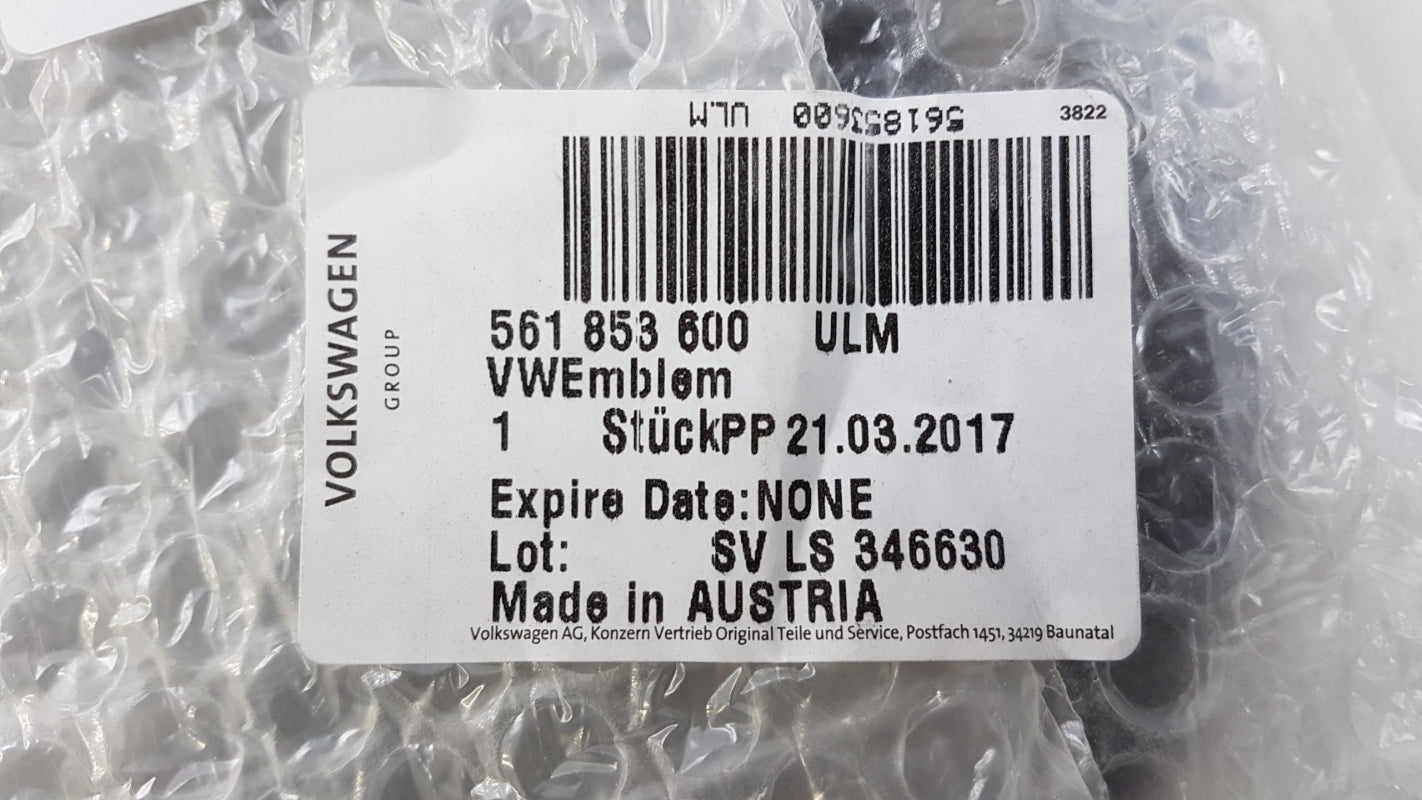 561853600 ULM
3822
VOLKSWAGEN
GROUP
561 853 600 ULM
VWEmblem
1 StückPP 21.03.2017
Expire Date:NONE
Lot: SV LS 346630
Made in AUSTRIA
Volkswagen AG, Konzern Vertrieb Original Teile und Service, Postfach 1451, 34219 Baunatal